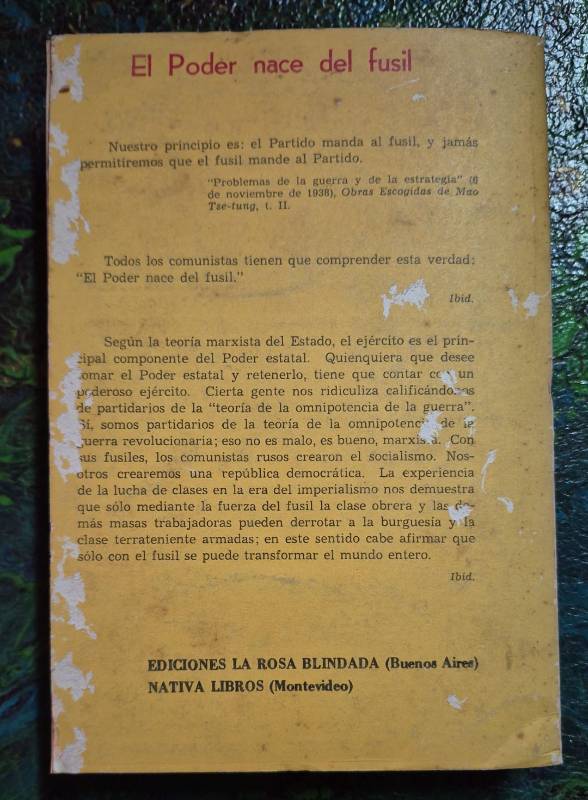 El Poder nace del fusil
Nuestro principio es: el Partido manda al fusil, y jamás
permitiremos que el fusil mande al Partido.
"Problemas de la guerra y de la estrategia" (6
de noviembre de 1938), Obras Escogidas de Mao
Tse-tung, t. II.
Todos los comunistas tienen que comprender esta verdad:
"El Poder nace del fusil."
Ibid.
Según la teoría marxista del Estado, el ejército es el prin-
cipal componente del Poder estatal. Quienquiera que desee
tomar el Poder estatal y retenerlo, tiene que contar con un
poderoso ejército. Cierta gente nos ridiculiza calificándonos
de partidarios de la "teoría de la omnipotencia de la guerra".
Sí, somos partidarios de la teoría de la omnipotencia de la
guerra revolucionaria; eso no es malo, es bueno, marxista. Con
sus fusiles, los comunistas rusos crearon el socialismo. Nos-
otros crearemos una república democrática. La experiencia
de la lucha de clases en la era del imperialismo nos demuestra
que sólo mediante la fuerza del fusil la clase obrera y las de-
más masas trabajadoras pueden derrotar a la burguesía y la
clase terrateniente armadas; en este sentido cabe afirmar que
sólo con el fusil se puede transformar el mundo entero.
Ibid.
EDICIONES LA ROSA BLINDADA (Buenos Aires)
NATIVA LIBROS (Montevideo)